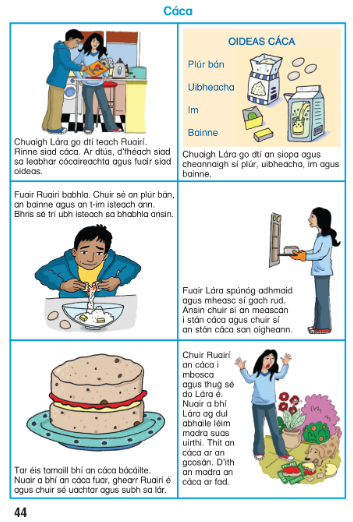 Cáca
Chuaigh Lára go dtí teach Ruairí.
Rinne siad cáca. Ar dtús, d'fhéach siad
sa leabhar cócaireachta agus fuair siad
oideas.
OIDEAS CÁCA
Plúr bán
Uibheacha
Im
Bainne
Chuaigh Lára go dtí an siopa agus
cheannaigh sí plúr, uibheacha, im agus
bainne.
Fuair Ruairí babhla. Chuir sé an plúr bán,
an bainne agus an t-im isteach ann.
Bhris sé trí ubh isteach sa bhabhla ansin.
Fuair Lára spúnóg adhmaid
agus mheasc sí gach rud.
Ansin chuir sí an meascán
i stán cáca agus chuir sí
an stán cáca san oigheann.
Tar éis tamaill bhí an cáca bácáilte.
Nuair a bhí an cáca fuar, ghearr Ruairí é
agus chuir sé uachtar agus subh sa lár.
Chuir Ruairí
an cáca i
mbosca
agus thug sé
do Lára é.
Nuair a bhí
Lára ag dul
abhaile léim
madra suas
uirthi. Thit an
cáca ar an
gcosán. D'ith
an madra an
cáca ar fad.
44